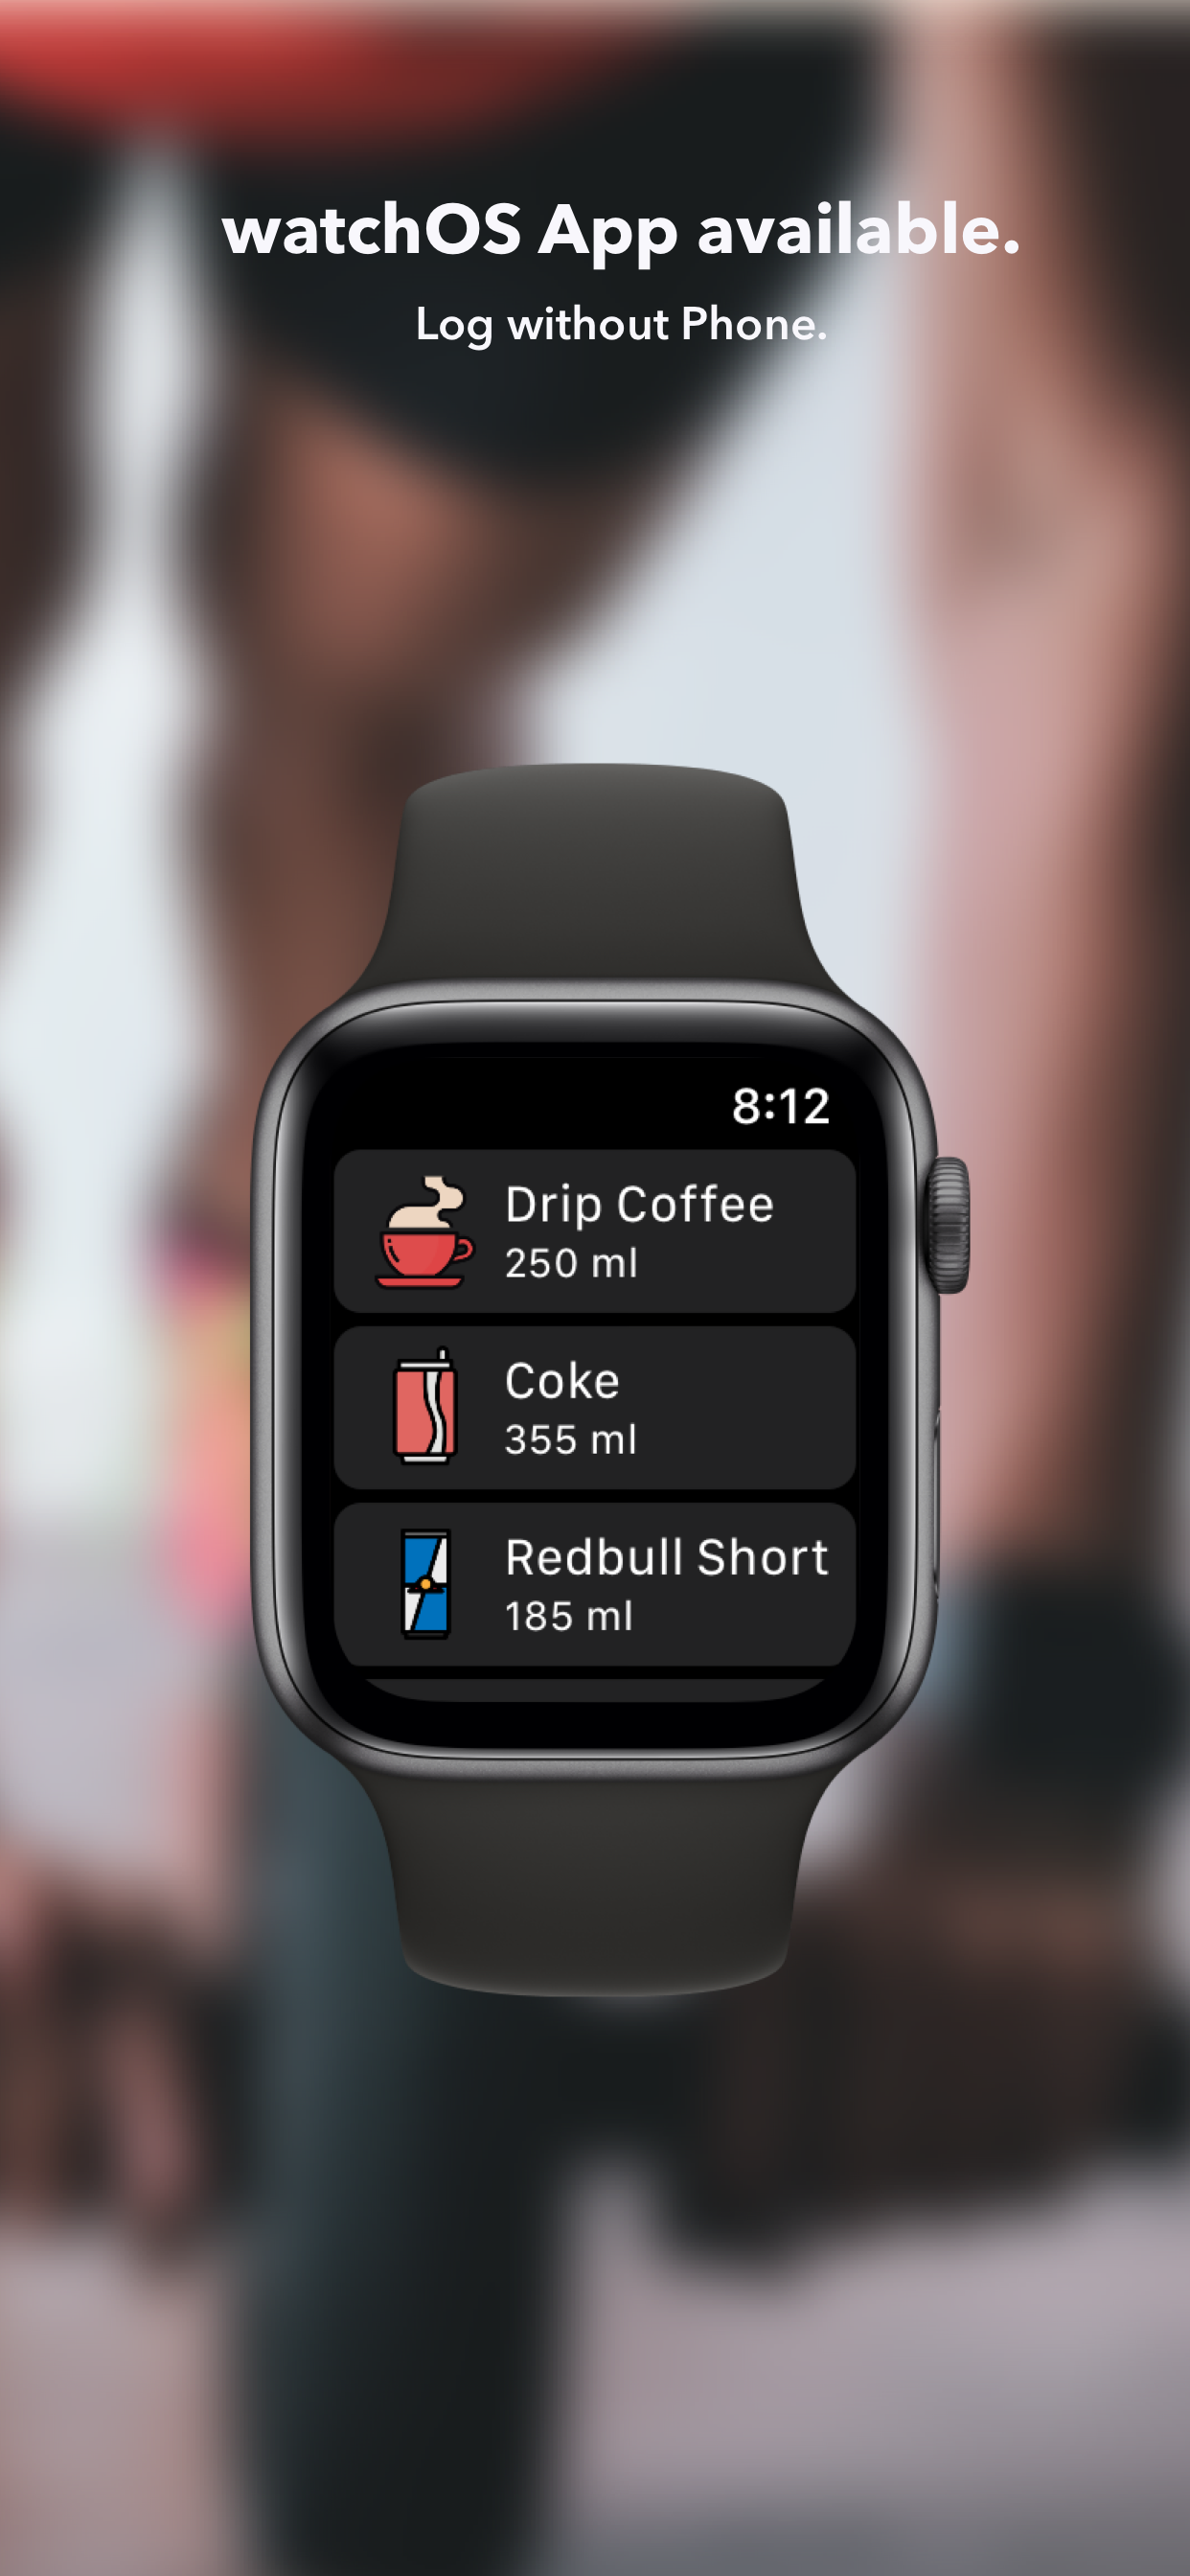 watchOS App available.
Log without Phone.
8:12
Drip Coffee
250 ml
Coke
355 ml
Redbull Short
185 ml